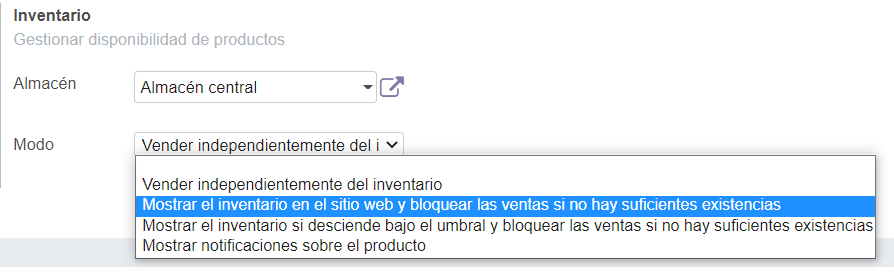 Inventario
Gestionar disponibilidad de productos
Almacén
Almacén central
Modo
Vender independientemente del i
Vender independientemente del inventario
Mostrar el inventario en el sitio web y bloquear las ventas si no hay suficientes existencias
Mostrar el inventario si desciende bajo el umbral y bloquear las ventas si no hay suficientes existencias
Mostrar notificaciones sobre el producto